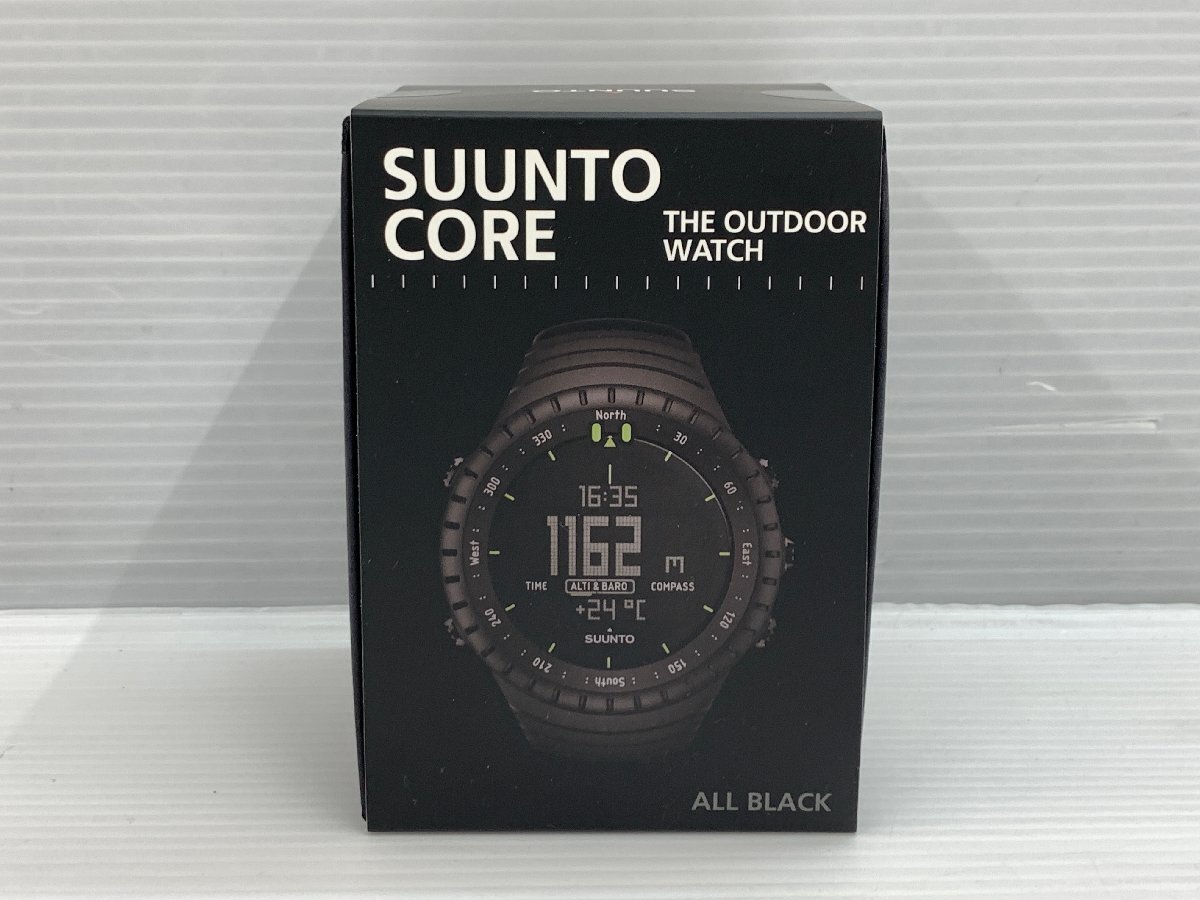 SUUNTO
SUUNTO
CORE
THE OUTDOOR
WATCH
North
330
30
300
60
16:35
West
1162
East
m
TIME
ALTI & BARO
COMPASS
+24 °C
240
120
SUUNTO
210
150
South
ALL BLACK